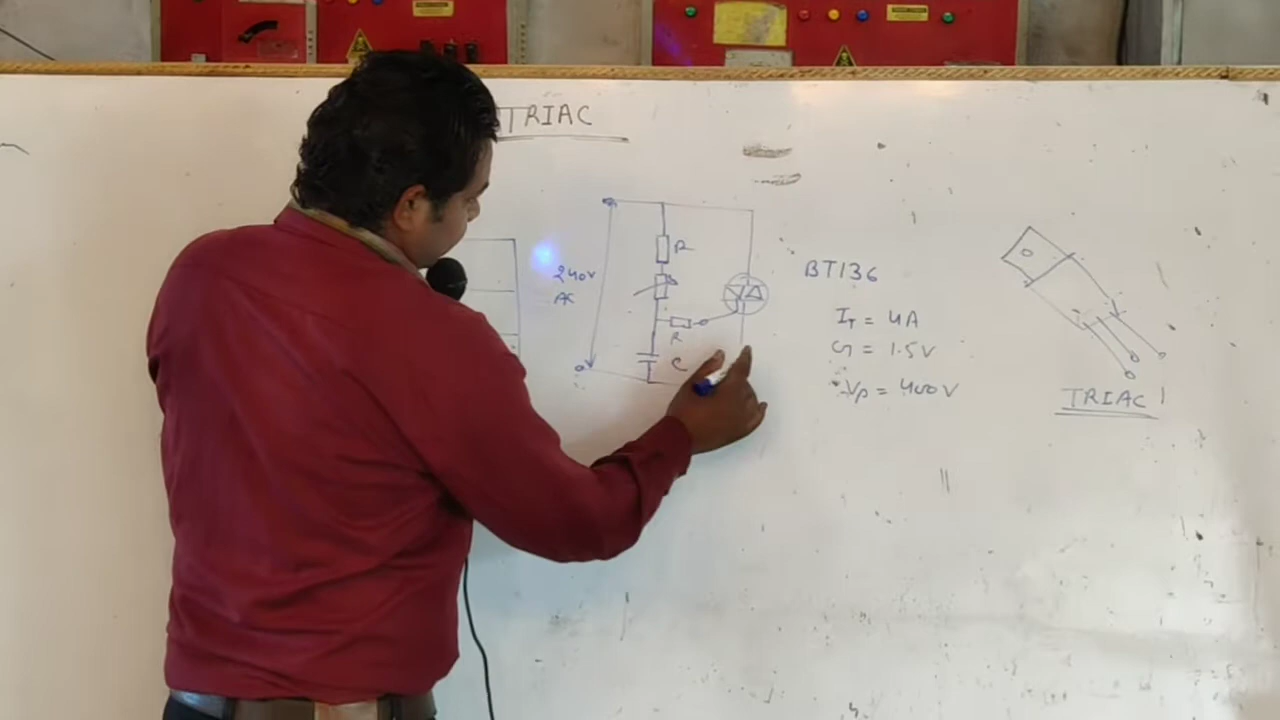 TRIAC
R
240V
AC
R
C
BT136
IT = 4A
G = 1.5V
VP = 400V
TRIAC